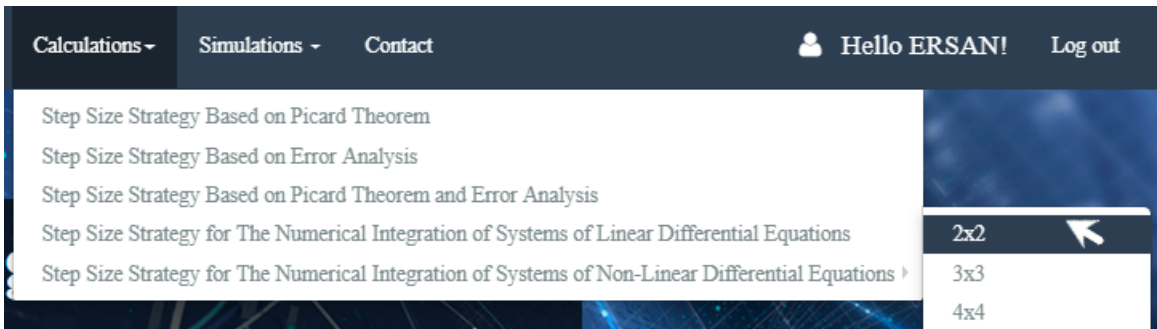 Calculations Simulations Contact Hello ERSAN! Log out
Step Size Strategy Based on Picard Theorem
Step Size Strategy Based on Error Analysis
Step Size Strategy Based on Picard Theorem and Error Analysis
Step Size Strategy for The Numerical Integration of Systems of Linear Differential Equations
2x2
Step Size Strategy for The Numerical Integration of Systems of Non-Linear Differential Equations
3x3
4x4